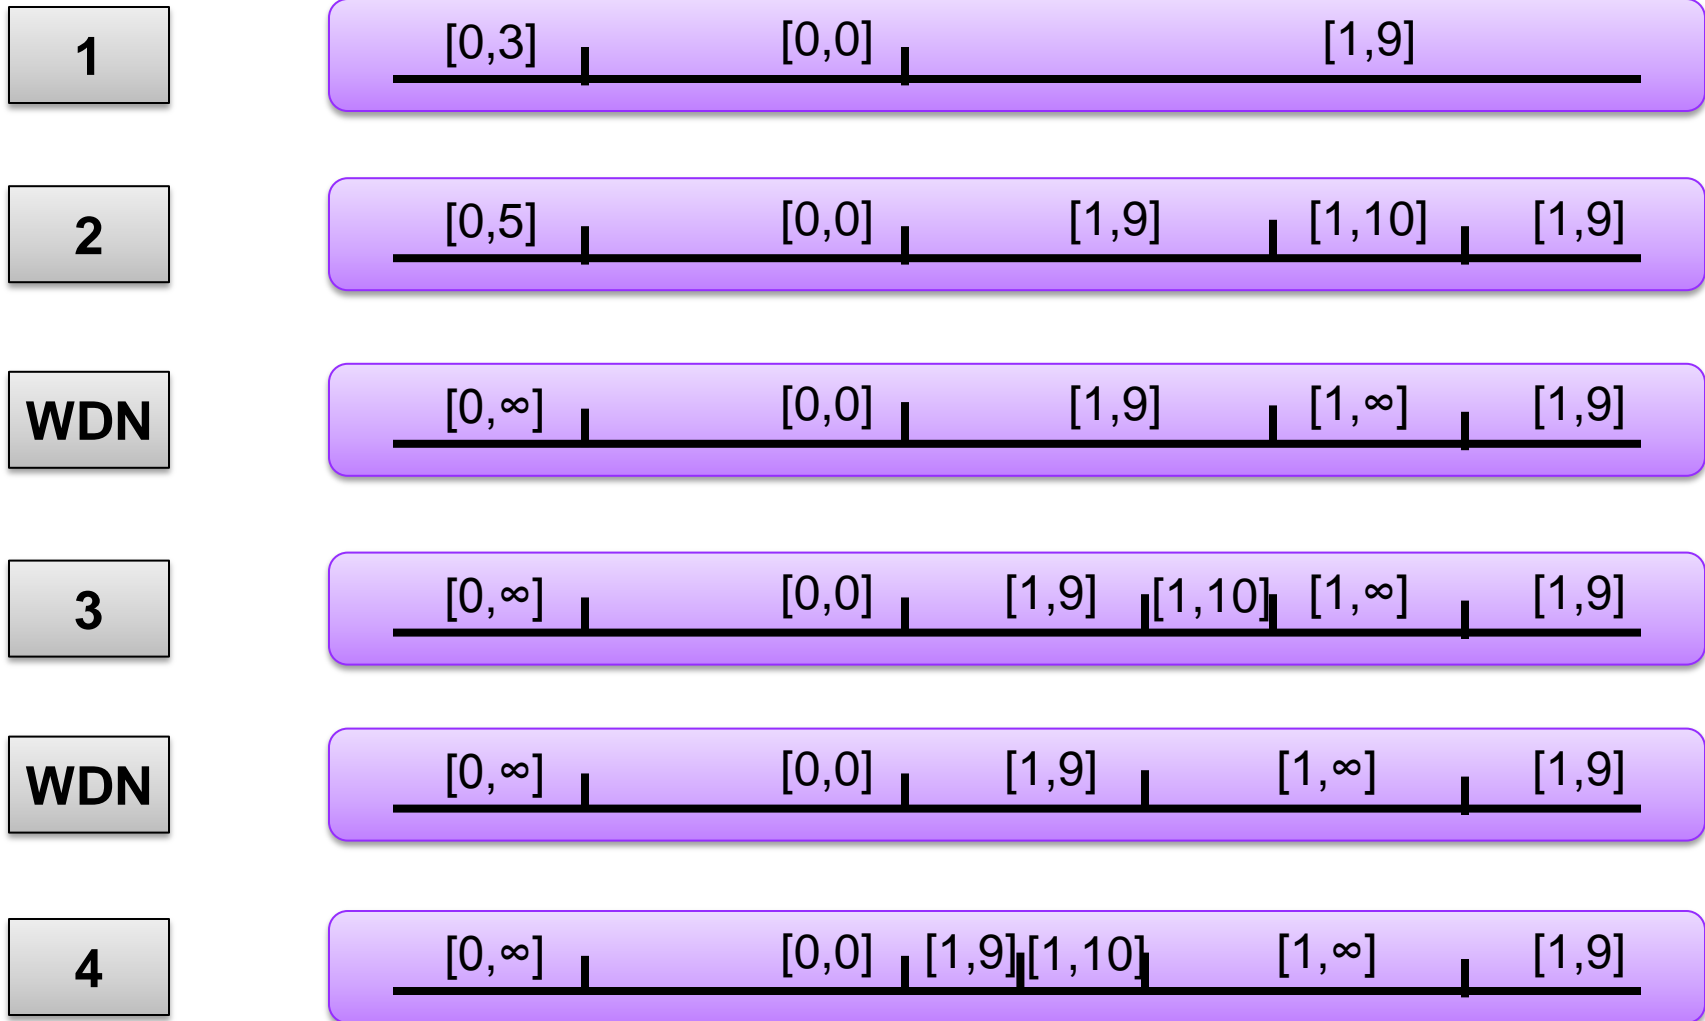 1 [0,3] [0,0] [1,9]
2 [0,5] [0,0] [1,9] [1,10] [1,9]
WDN [0,∞] [0,0] [1,9] [1,∞] [1,9]
3 [0,∞] [0,0] [1,9] [1,10] [1,∞] [1,9]
WDN [0,∞] [0,0] [1,9] [1,∞] [1,9]
4 [0,∞] [0,0] [1,9] [1,10] [1,∞] [1,9]